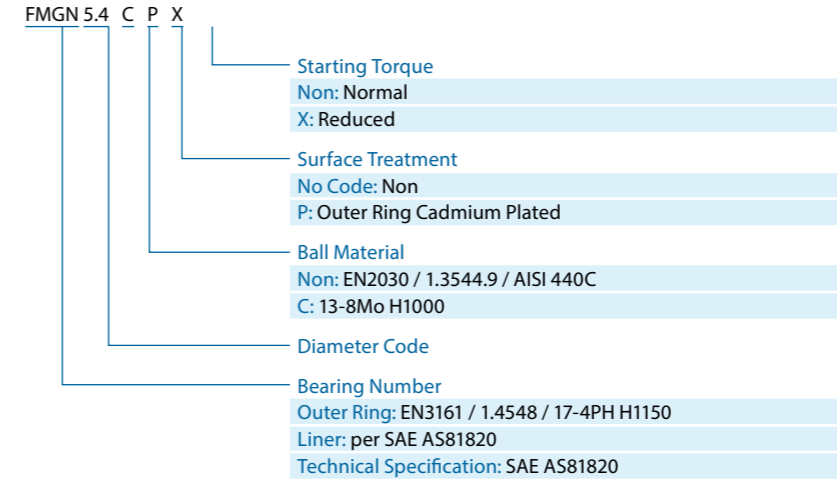 FMGN 5.4 C P X
Starting Torque
Non: Normal
X: Reduced
Surface Treatment
No Code: Non
P: Outer Ring Cadmium Plated
Ball Material
Non: EN2030 / 1.3544.9 / AISI 440C
C: 13-8Mo H1000
Diameter Code
Bearing Number
Outer Ring: EN3161 / 1.4548 / 17-4PH H1150
Liner: per SAE AS81820
Technical Specification: SAE AS81820